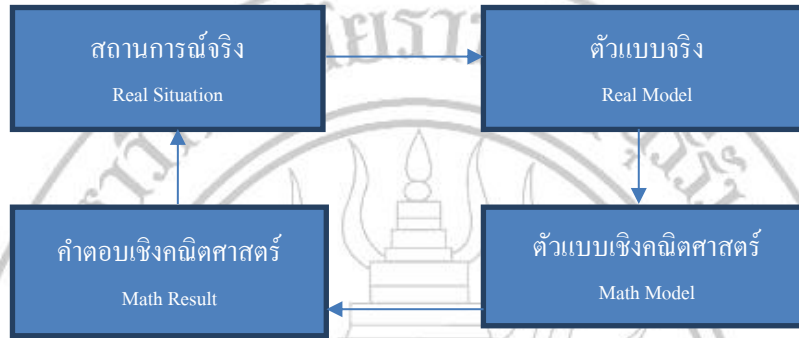 สถานการณ์จริง
Real Situation
ตัวแบบจริง
Real Model
คำตอบเชิงคณิตศาสตร์
Math Result
ตัวแบบเชิงคณิตศาสตร์
Math Model